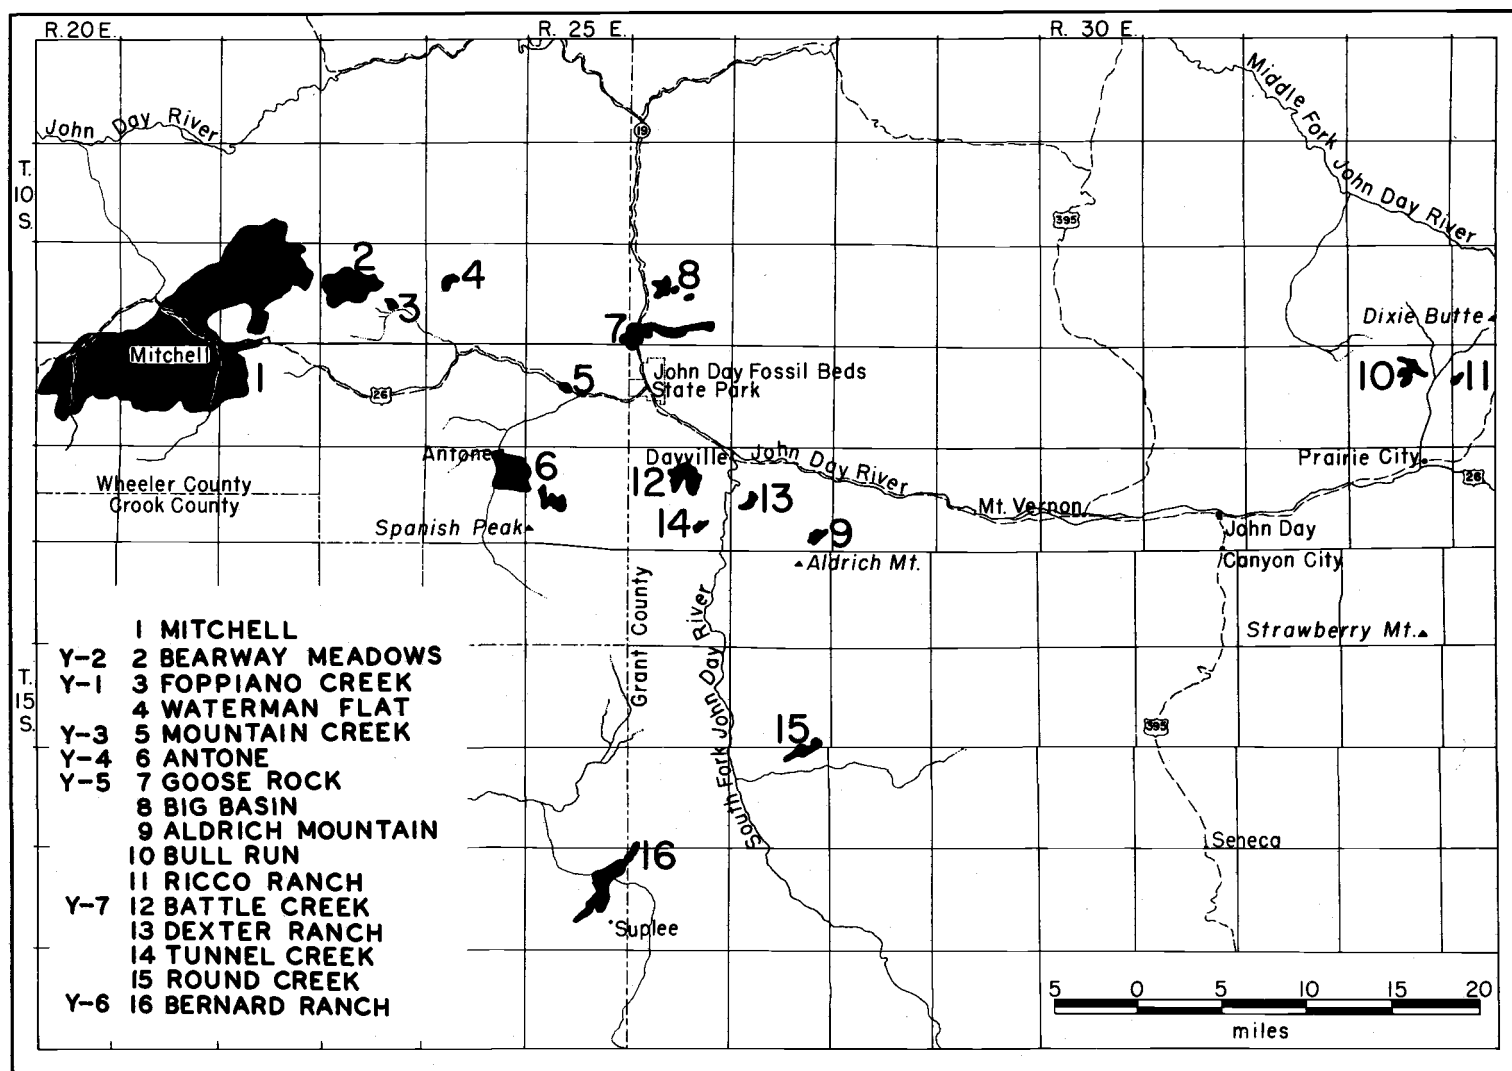 R. 20 E.
R. 25 E.
R. 30 E.
John Day River
19
Middle Fork John Day River
T.
10
S.
395
2
4
3
8
7
Dixie Butte
Mitchell
1
26
5
John Day Fossil Beds
State Park
10
11
Antone
6
Dayville
12
John Day River
13
Prairie City
26
Wheeler County
Crook County
Spanish Peak
14
9
Mt. Vernon
John Day
Aldrich Mt.
Canyon City
Grant County
South Fork John Day River
Strawberry Mt.
T.
15
S.
395
15
Seneca
16
Suplee
1 MITCHELL
Y-2 2 BEARWAY MEADOWS
Y-1 3 FOPPIANO CREEK
4 WATERMAN FLAT
Y-3 5 MOUNTAIN CREEK
Y-4 6 ANTONE
Y-5 7 GOOSE ROCK
8 BIG BASIN
9 ALDRICH MOUNTAIN
10 BULL RUN
11 RICCO RANCH
Y-7 12 BATTLE CREEK
13 DEXTER RANCH
14 TUNNEL CREEK
15 ROUND CREEK
Y-6 16 BERNARD RANCH
5 0 5 10 15 20
miles